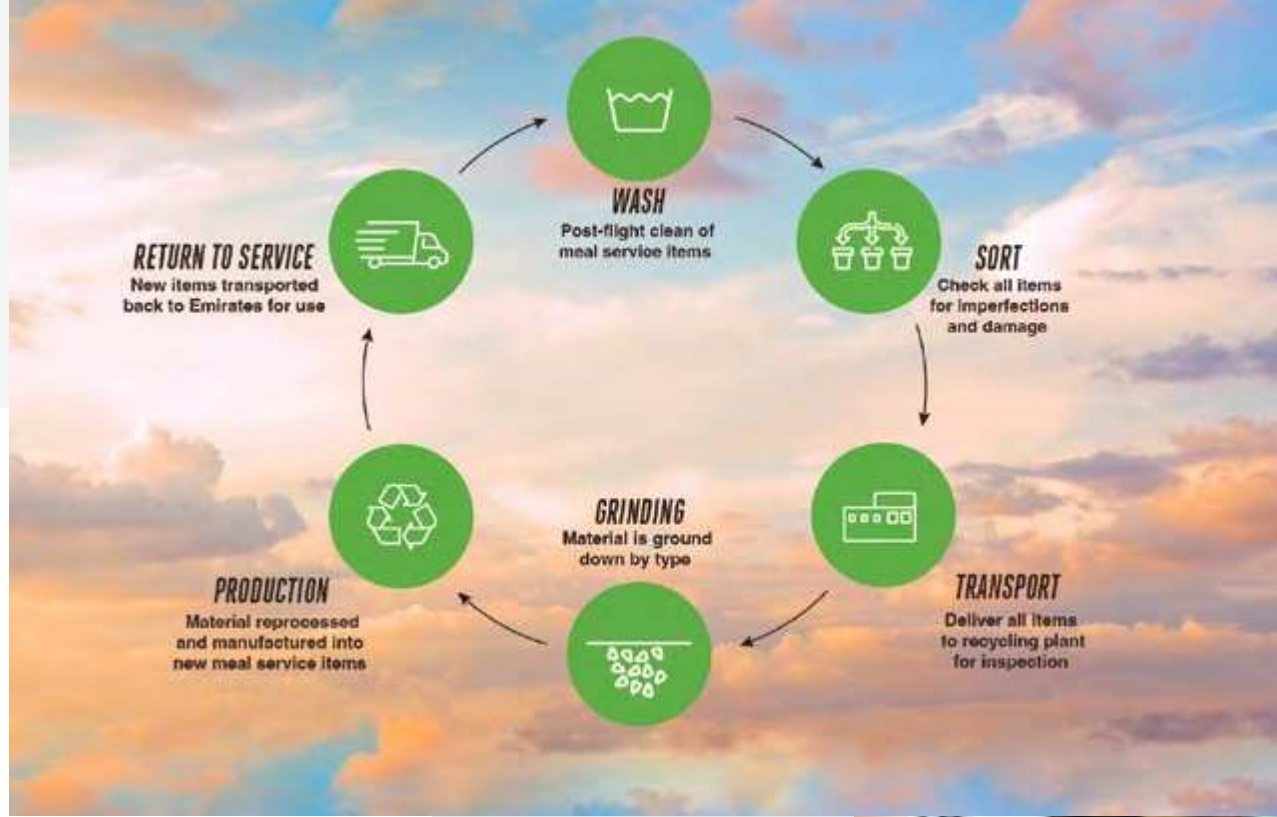 WASH
Post-flight clean of
meal service items
SORT
Check all items
for imperfections
and damage
TRANSPORT
Deliver all items
to recycling plant
for inspection
GRINDING
Material is ground
down by type
PRODUCTION
Material reprocessed
and manufactured into
new meal service items
RETURN TO SERVICE
New items transported
back to Emirates for use